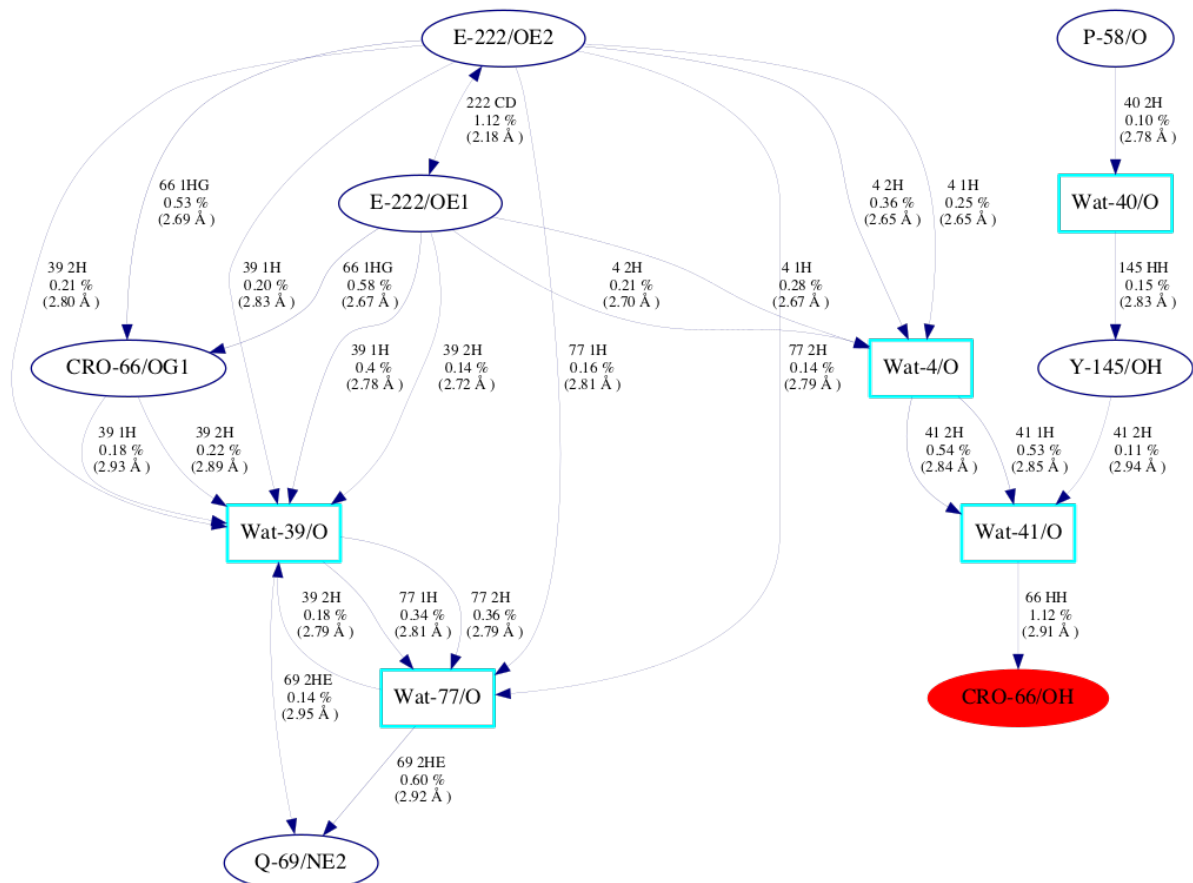 E-222/OE2
P-58/O
222 CD
1.12 %
(2.18 Å )
40 2H
0.10 %
(2.78 Å )
66 1HG
0.53 %
(2.69 Å )
E-222/OE1
4 2H
0.36 %
(2.65 Å )
4 1H
0.25 %
(2.65 Å )
Wat-40/O
39 2H
0.21 %
(2.80 Å )
39 1H
0.20 %
(2.83 Å )
66 1HG
0.58 %
(2.67 Å )
4 2H
0.21 %
(2.70 Å )
4 1H
0.28 %
(2.67 Å )
145 HH
0.15 %
(2.83 Å )
CRO-66/OG1
39 1H
0.4 %
(2.78 Å )
39 2H
0.14 %
(2.72 Å )
77 1H
0.16 %
(2.81 Å )
77 2H
0.14 %
(2.79 Å )
Wat-4/O
Y-145/OH
39 1H
0.18 %
(2.93 Å )
39 2H
0.22 %
(2.89 Å )
41 2H
0.54 %
(2.84 Å )
41 1H
0.53 %
(2.85 Å )
41 2H
0.11 %
(2.94 Å )
Wat-39/O
Wat-41/O
39 2H
0.18 %
(2.79 Å )
77 1H
0.34 %
(2.81 Å )
77 2H
0.36 %
(2.79 Å )
66 HH
1.12 %
(2.91 Å )
69 2HE
0.14 %
(2.95 Å )
Wat-77/O
CRO-66/OH
69 2HE
0.60 %
(2.92 Å )
Q-69/NE2